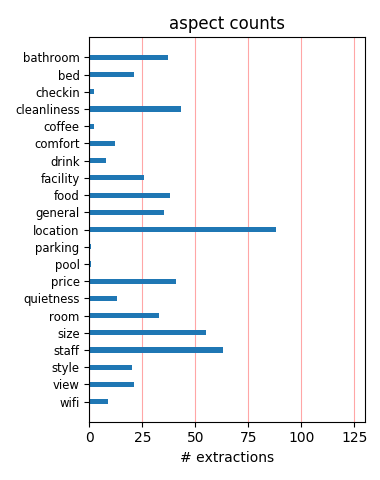 aspect counts
bathroom
bed
checkin
cleanliness
coffee
comfort
drink
facility
food
general
location
parking
pool
price
quietness
room
size
staff
style
view
wifi
0 25 50 75 100 125
# extractions